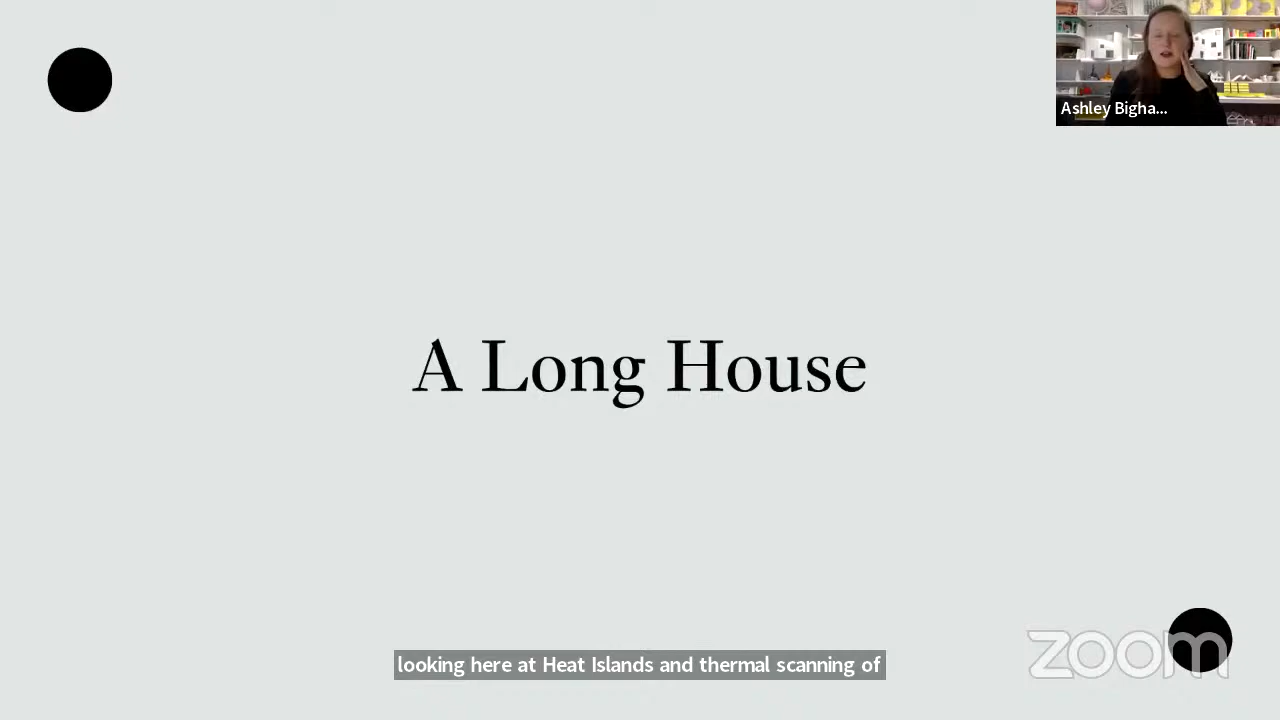 Ashley Bigha...
A Long House
looking here at Heat Islands and thermal scanning of
zoom